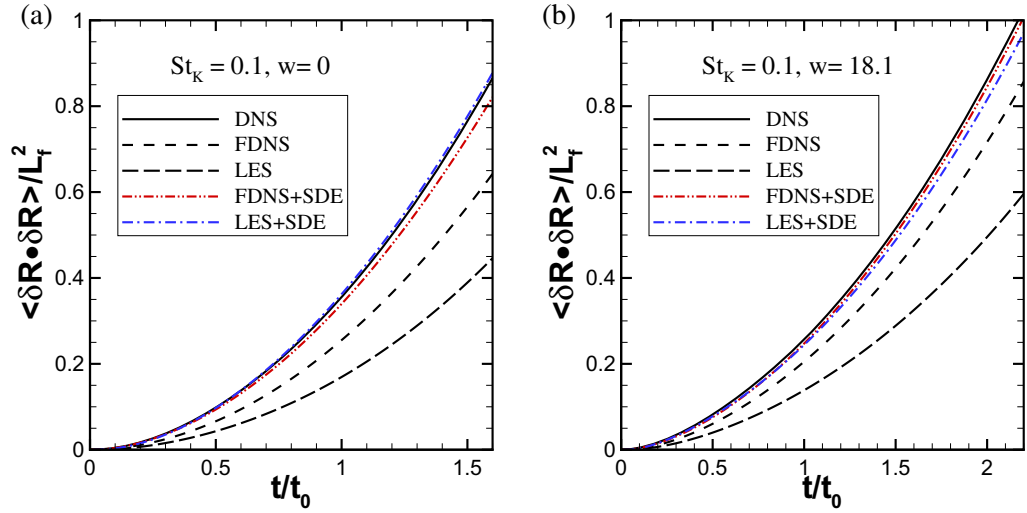 (a)
St_K = 0.1, w= 0
DNS
FDNS
LES
FDNS+SDE
LES+SDE
<δR•δR>/L_f^2
1
0.8
0.6
0.4
0.2
0
0 0.5 1 1.5
t/t_0
(b)
St_K = 0.1, w= 18.1
DNS
FDNS
LES
FDNS+SDE
LES+SDE
<δR•δR>/L_f^2
1
0.8
0.6
0.4
0.2
0
0 0.5 1 1.5 2
t/t_0